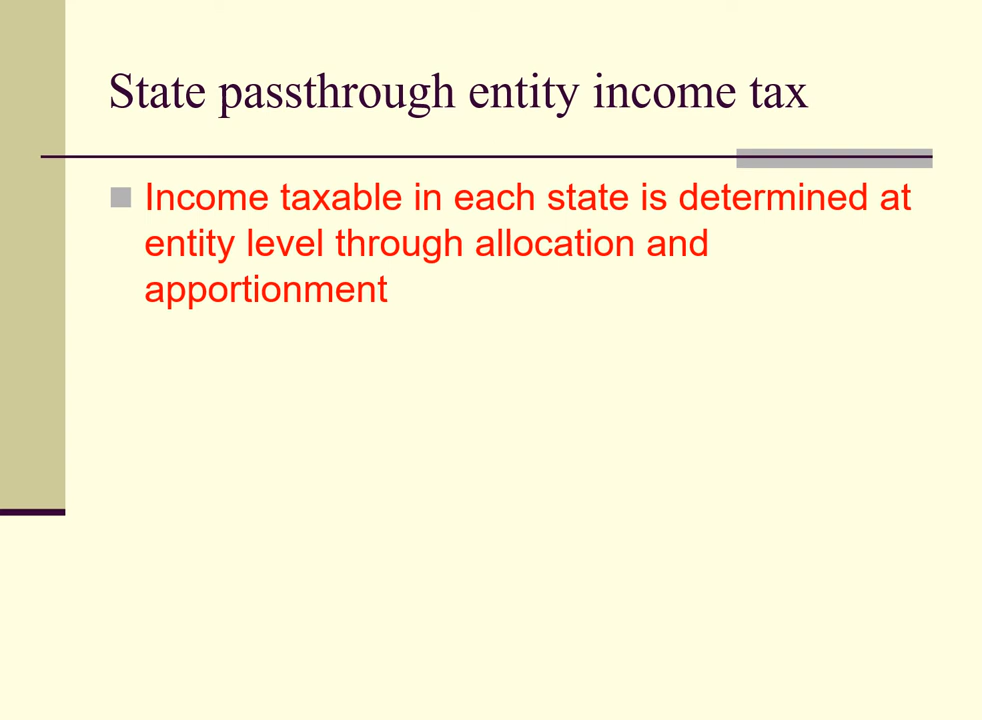 State passthrough entity income tax
Income taxable in each state is determined at
entity level through allocation and
apportionment